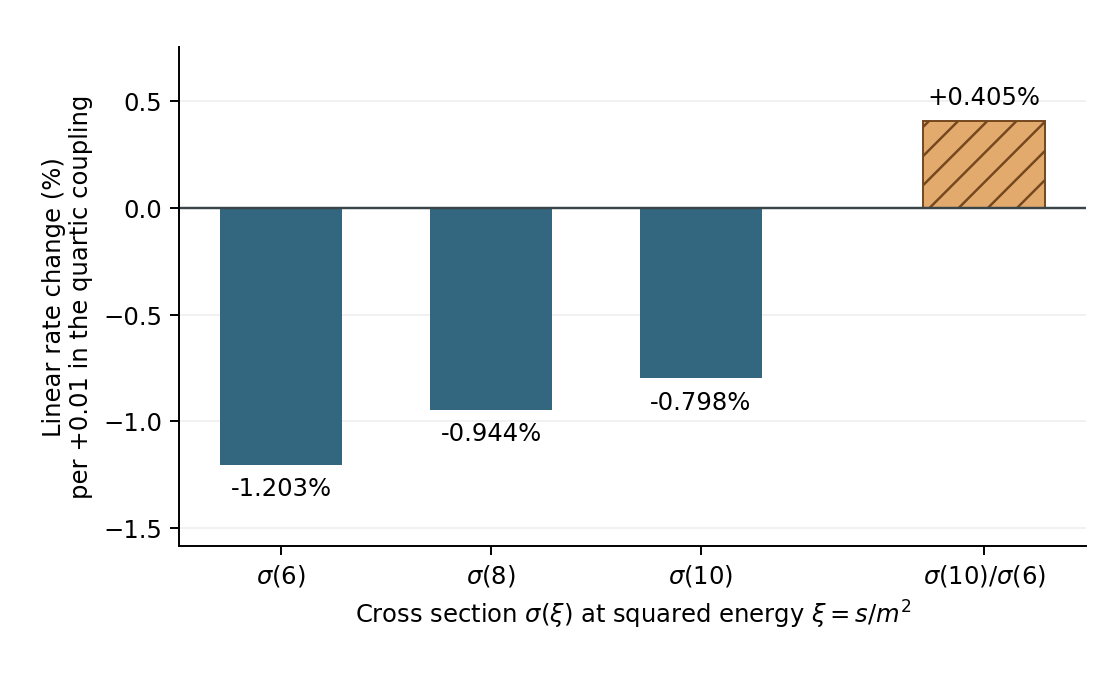 Linear rate change (%)
per +0.01 in the quartic coupling
0.5
0.0
−0.5
−1.0
−1.5
+0.405%
-1.203%
-0.944%
-0.798%
σ(6)
σ(8)
σ(10)
σ(10)/σ(6)
Cross section σ(ξ) at squared energy ξ = s/m²